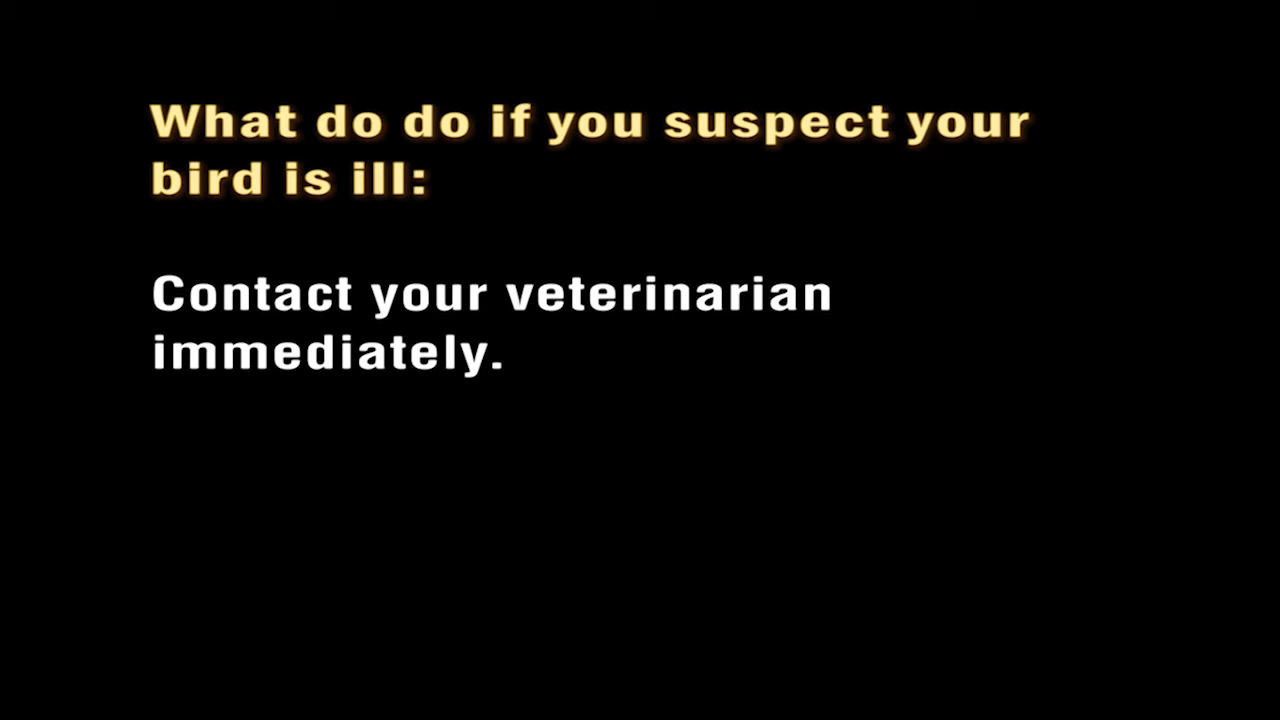 What do do if you suspect your
bird is ill:
Contact your veterinarian
immediately.